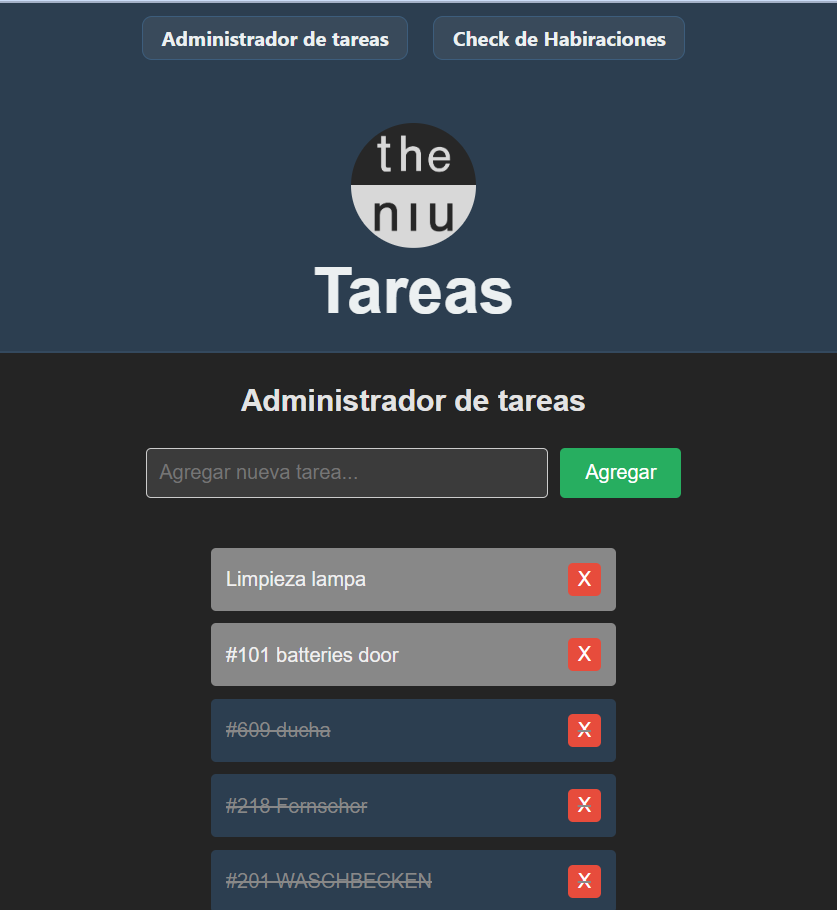 Administrador de tareas
Check de Habiraciones
the
niu
Tareas
Administrador de tareas
Agregar nueva tarea...
Agregar
Limpieza lampa
X
#101 batteries door
X
#609 ducha
X
#218 Fernseher
X
#201 WASCHBECKEN
X